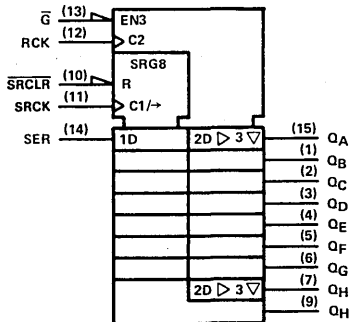 G̅ (13) EN3
RCK (12) C2
SRG8
S̅R̅C̅L̅R̅ (10) R
SRCK (11) C1/→
SER (14) 1D 2D ▷ 3 ▽ (15) QA
(1) QB
(2) QC
(3) QD
(4) QE
(5) QF
(6) QG
2D ▷ 3 ▽ (7) QH
(9) QH